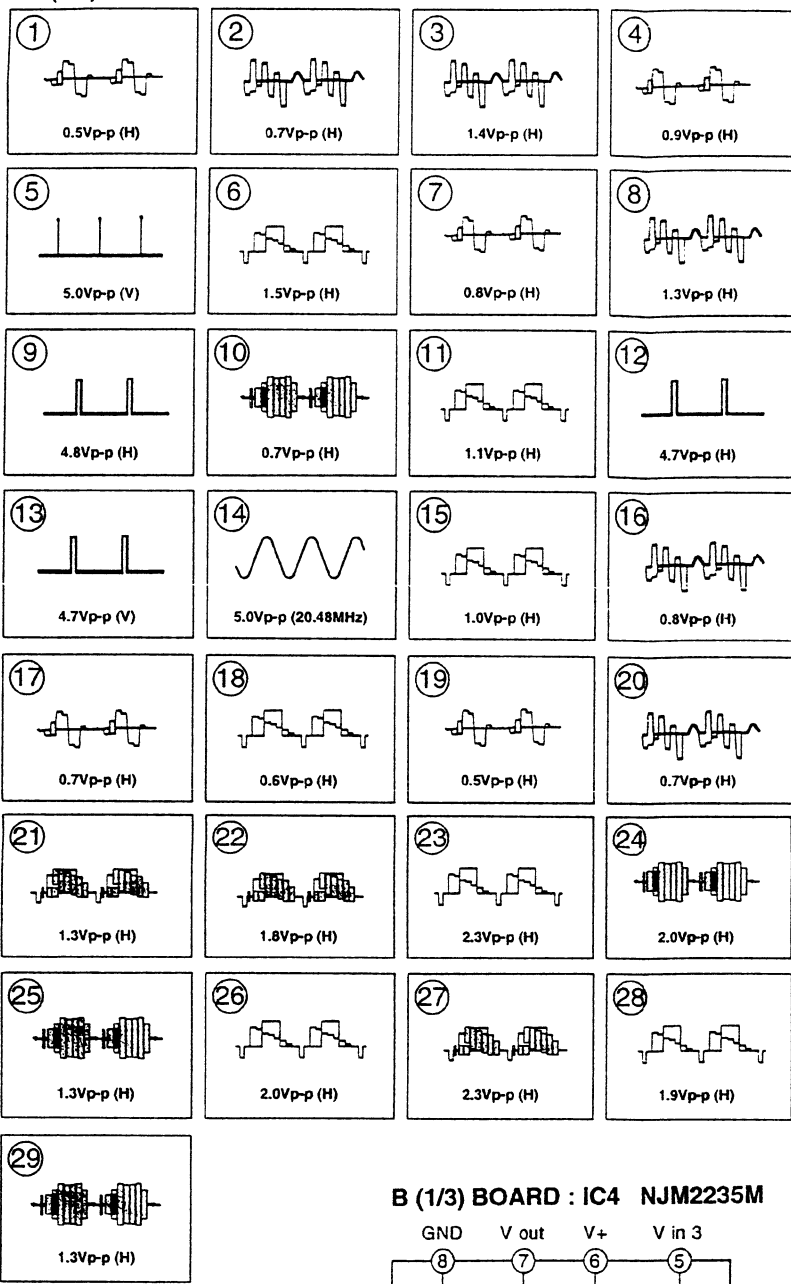 1 2 3 4
0.5Vp-p (H) 0.7Vp-p (H) 1.4Vp-p (H) 0.9Vp-p (H)
5 6 7 8
5.0Vp-p (V) 1.5Vp-p (H) 0.8Vp-p (H) 1.3Vp-p (H)
9 10 11 12
4.8Vp-p (H) 0.7Vp-p (H) 1.1Vp-p (H) 4.7Vp-p (H)
13 14 15 16
4.7Vp-p (V) 5.0Vp-p (20.48MHz) 1.0Vp-p (H) 0.8Vp-p (H)
17 18 19 20
0.7Vp-p (H) 0.6Vp-p (H) 0.5Vp-p (H) 0.7Vp-p (H)
21 22 23 24
1.3Vp-p (H) 1.8Vp-p (H) 2.3Vp-p (H) 2.0Vp-p (H)
25 26 27 28
1.3Vp-p (H) 2.0Vp-p (H) 2.3Vp-p (H) 1.9Vp-p (H)
29
1.3Vp-p (H)
B (1/3) BOARD : IC4 NJM2235M
GND V out V+ V in 3
8 7 6 5